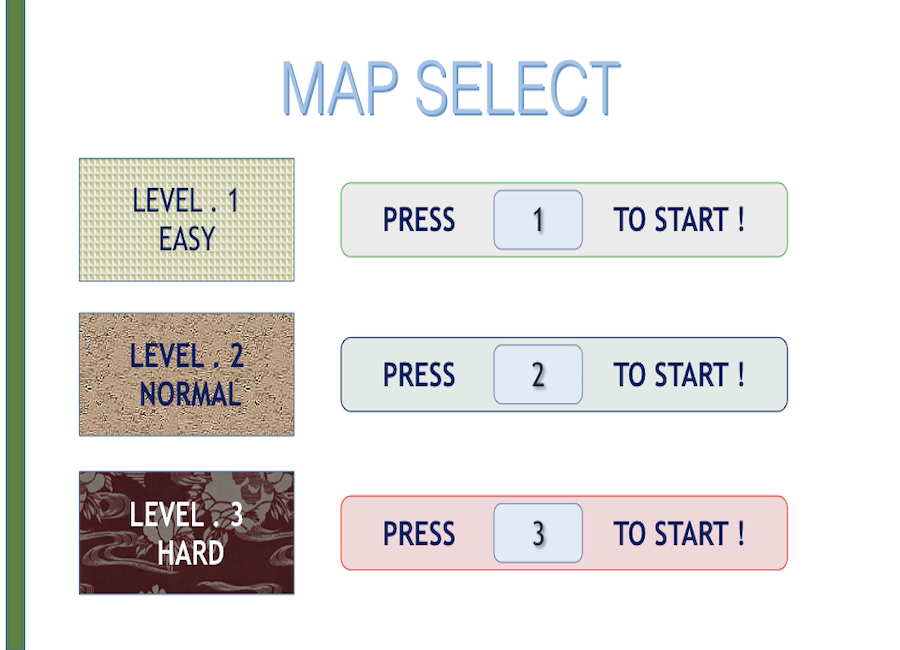 MAP SELECT
LEVEL . 1
EASY
PRESS 1 TO START !
LEVEL . 2
NORMAL
PRESS 2 TO START !
LEVEL . 3
HARD
PRESS 3 TO START !